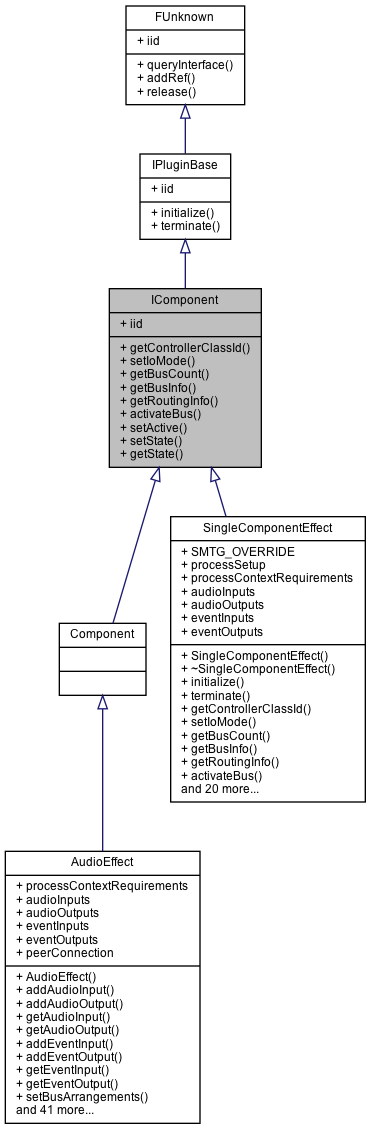 FUnknown
+ iid
+ queryInterface()
+ addRef()
+ release()
IPluginBase
+ iid
+ initialize()
+ terminate()
IComponent
+ iid
+ getControllerClassId()
+ setIoMode()
+ getBusCount()
+ getBusInfo()
+ getRoutingInfo()
+ activateBus()
+ setActive()
+ setState()
+ getState()
SingleComponentEffect
+ SMTG_OVERRIDE
+ processSetup
+ processContextRequirements
+ audioInputs
+ audioOutputs
+ eventInputs
+ eventOutputs
+ SingleComponentEffect()
+ ~SingleComponentEffect()
+ initialize()
+ terminate()
+ getControllerClassId()
+ setIoMode()
+ getBusCount()
+ getBusInfo()
+ getRoutingInfo()
+ activateBus()
and 20 more...
Component
AudioEffect
+ processContextRequirements
+ audioInputs
+ audioOutputs
+ eventInputs
+ eventOutputs
+ peerConnection
+ AudioEffect()
+ addAudioInput()
+ addAudioOutput()
+ getAudioInput()
+ getAudioOutput()
+ addEventInput()
+ addEventOutput()
+ getEventInput()
+ getEventOutput()
+ setBusArrangements()
and 41 more...